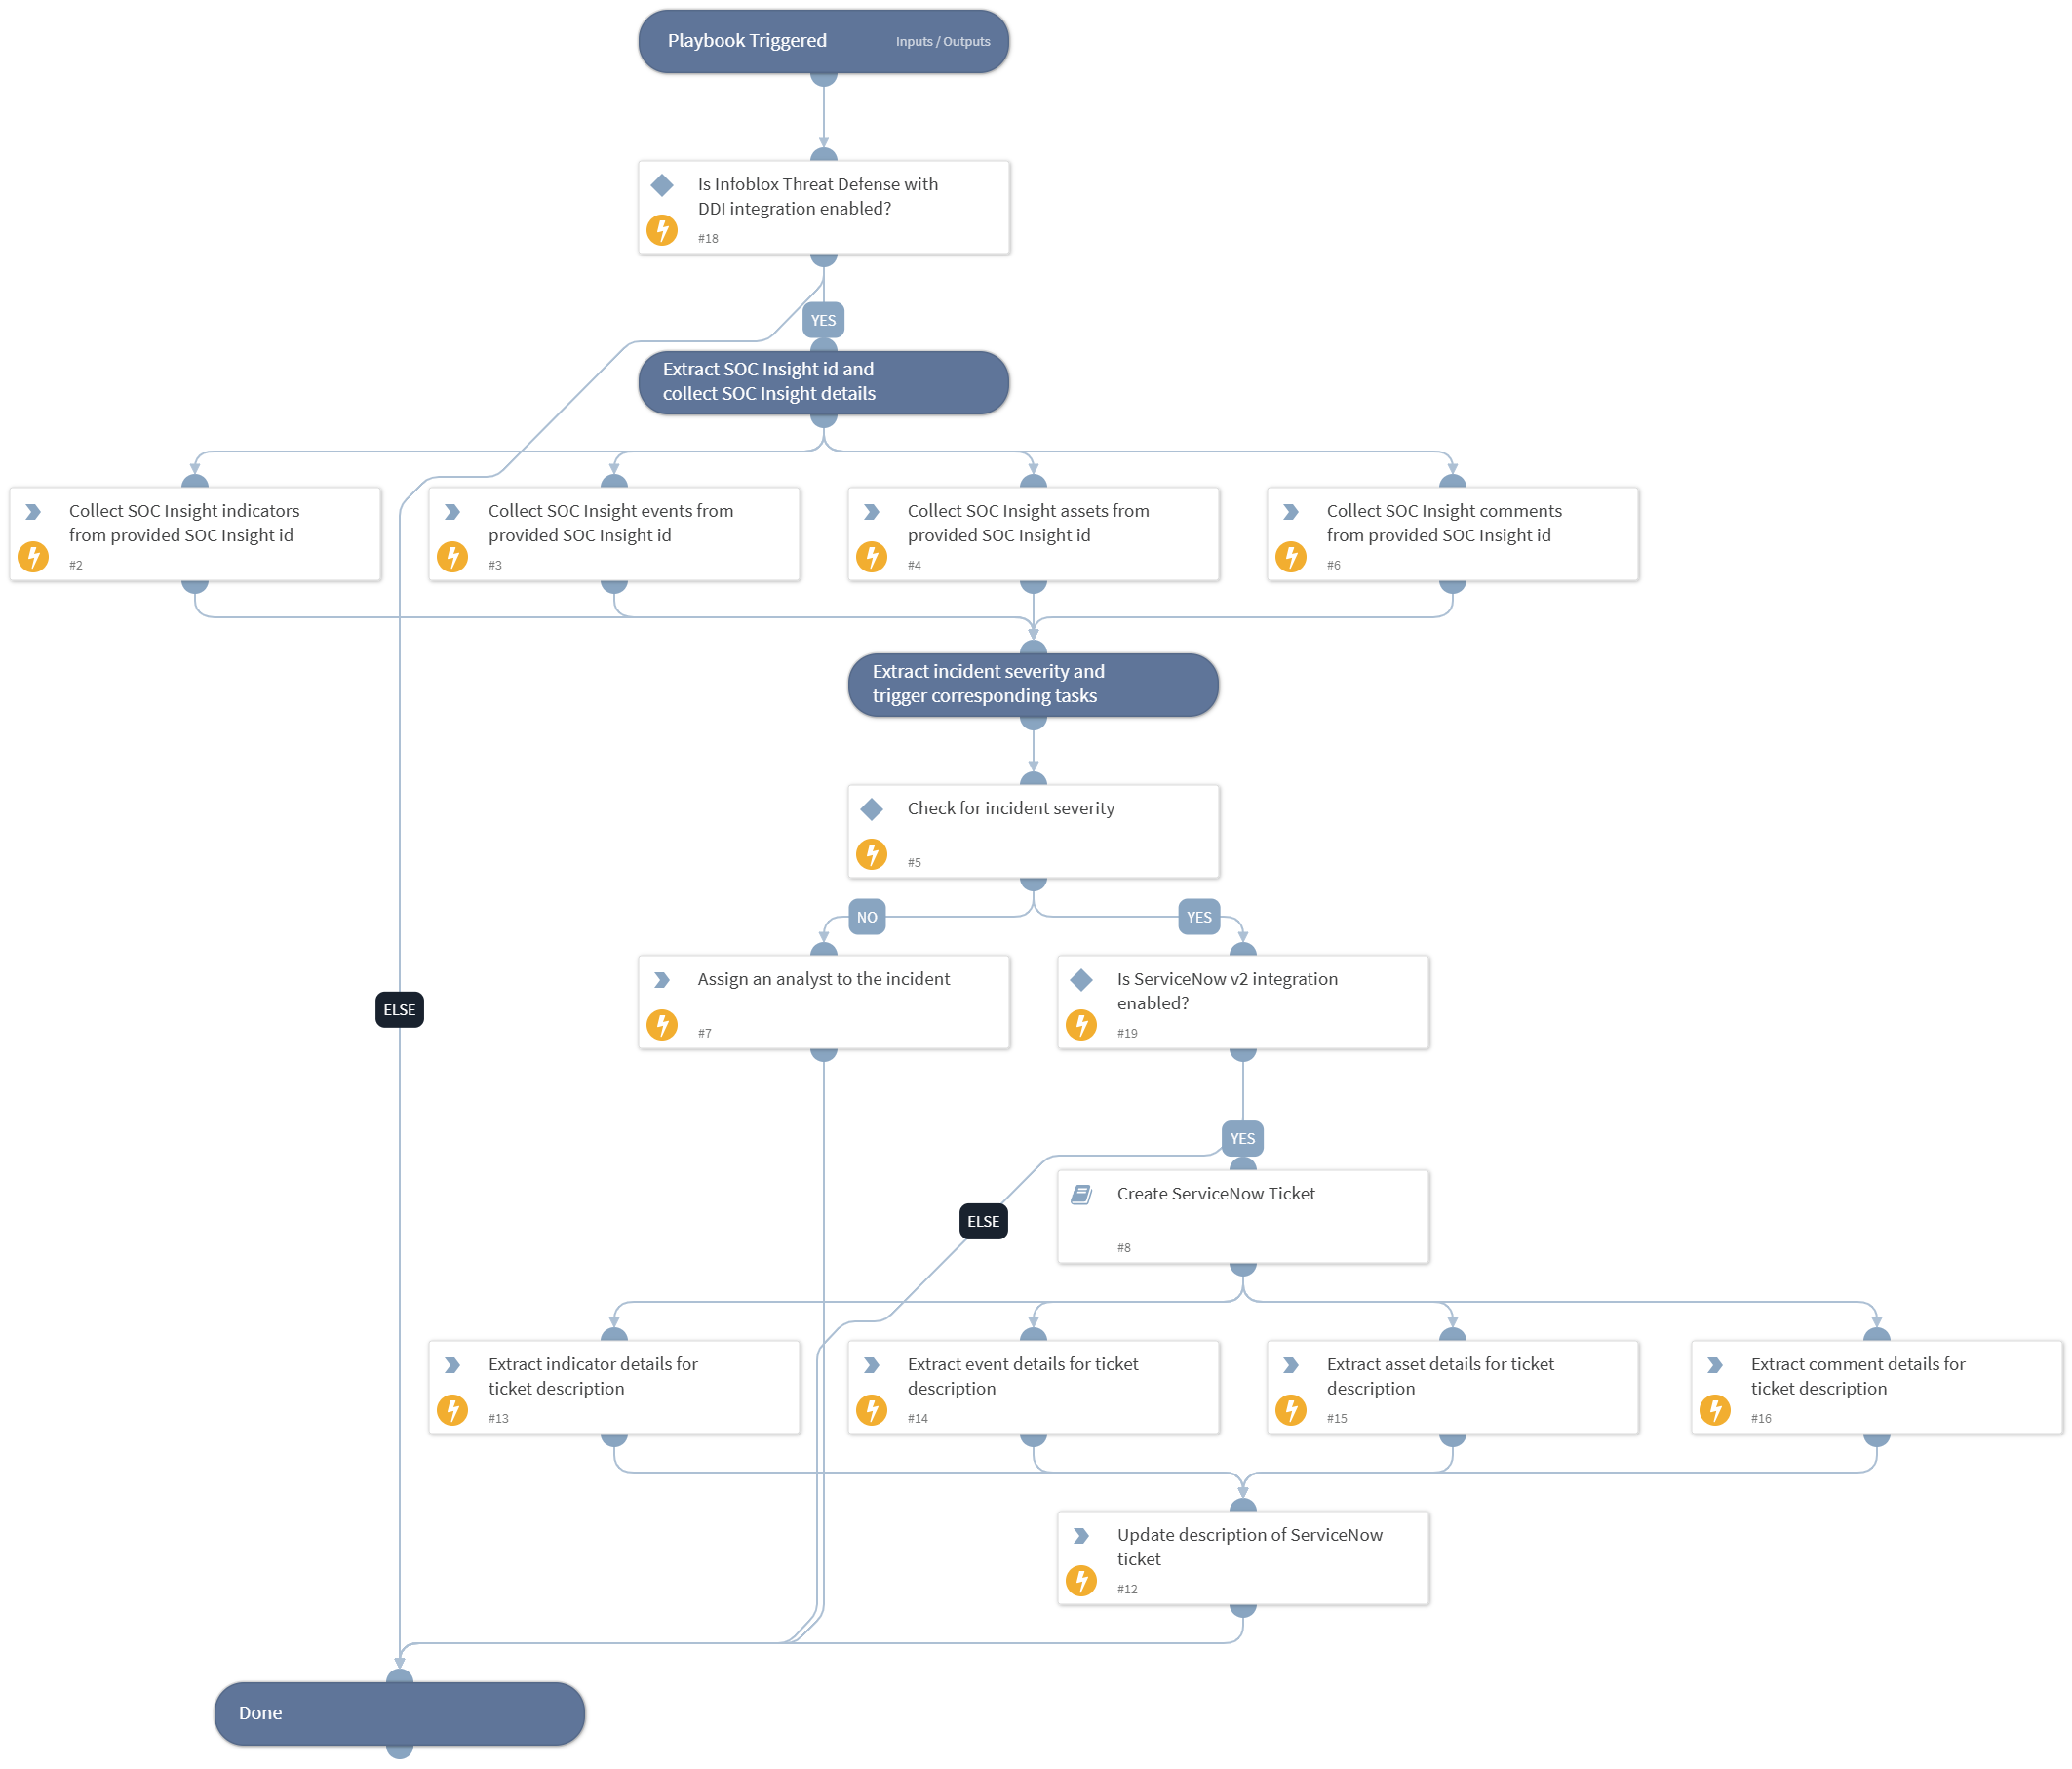 Playbook Triggered
Inputs / Outputs
Is Infoblox Threat Defense with
DDI integration enabled?
#18
YES
Extract SOC Insight id and
collect SOC Insight details
Collect SOC Insight indicators
from provided SOC Insight id
#2
Collect SOC Insight events from
provided SOC Insight id
#3
Collect SOC Insight assets from
provided SOC Insight id
#4
Collect SOC Insight comments
from provided SOC Insight id
#6
Extract incident severity and
trigger corresponding tasks
Check for incident severity
#5
NO
YES
Assign an analyst to the incident
#7
Is ServiceNow v2 integration
enabled?
#19
ELSE
YES
Create ServiceNow Ticket
#8
ELSE
Extract indicator details for
ticket description
#13
Extract event details for ticket
description
#14
Extract asset details for ticket
description
#15
Extract comment details for
ticket description
#16
Update description of ServiceNow
ticket
#12
Done